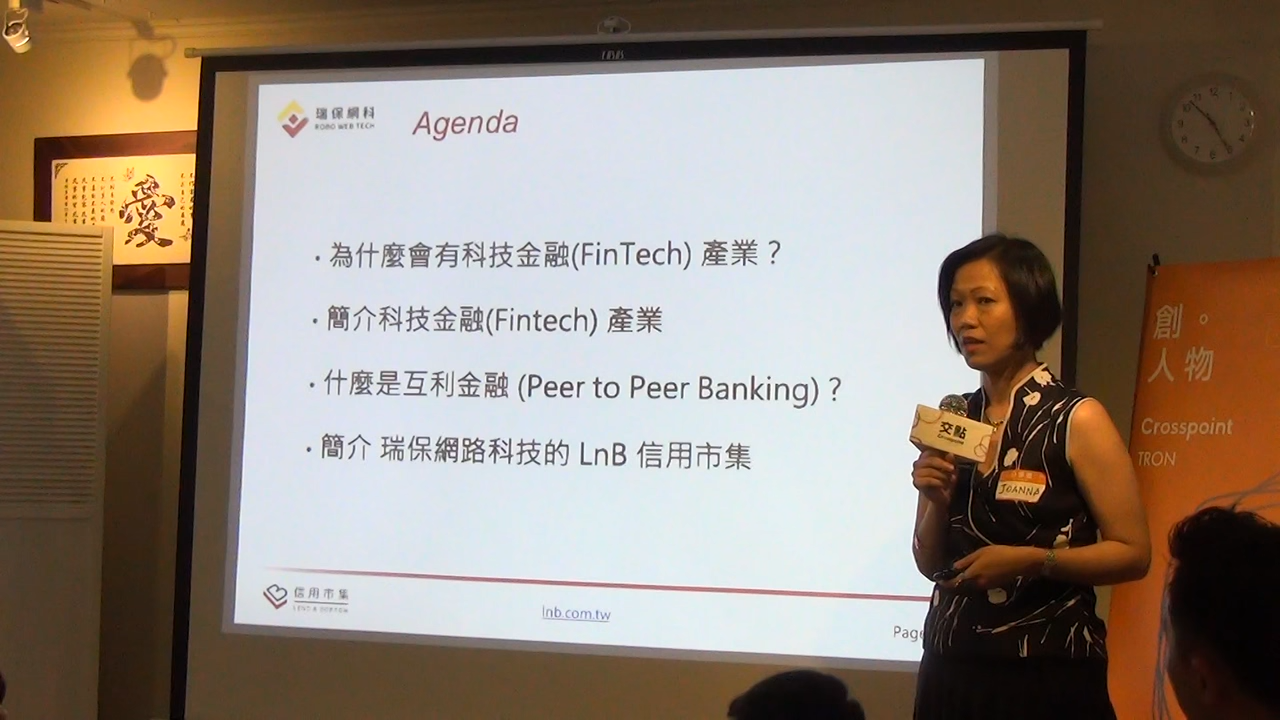 瑞保網科
ROBO WEB TECH
Agenda
• 為什麼會有科技金融(FinTech) 產業？
• 簡介科技金融(Fintech) 產業
• 什麼是互利金融 (Peer to Peer Banking)？
• 簡介 瑞保網路科技的 LnB 信用市集
信用市集
lnb.com.tw
Page
愛
交點
Crosspoint
JOANNA
創。
人物
Crosspoint
TRON